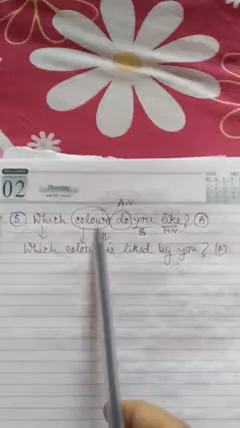 02
Thursday
A.V.
(5) Which colour do you like? (A)
S M.V.
Which colour is liked by you? (A)